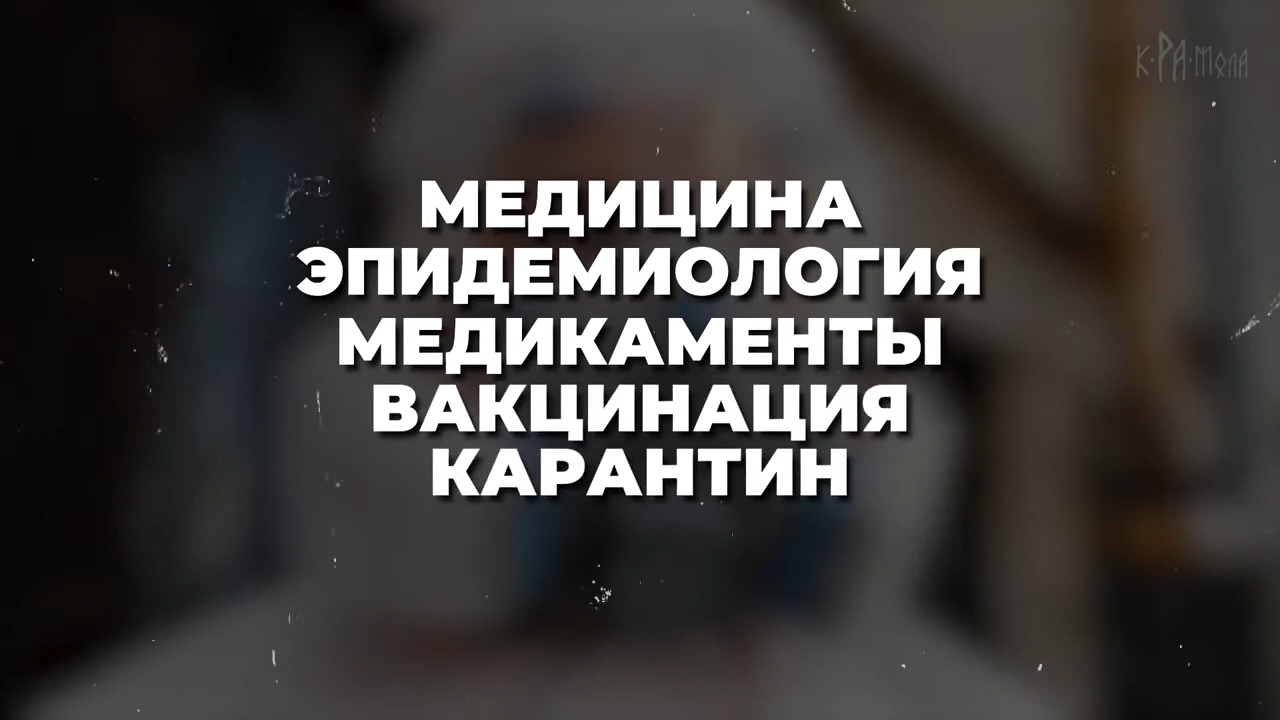 К·РА·МОЛА
МЕДИЦИНА
ЭПИДЕМИОЛОГИЯ
МЕДИКАМЕНТЫ
ВАКЦИНАЦИЯ
КАРАНТИН